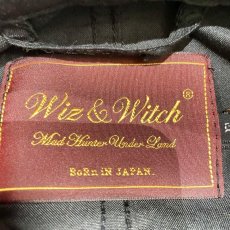 Wiz & Witch ®
Mad Hunter Under Land
BoRn in JAPAN.